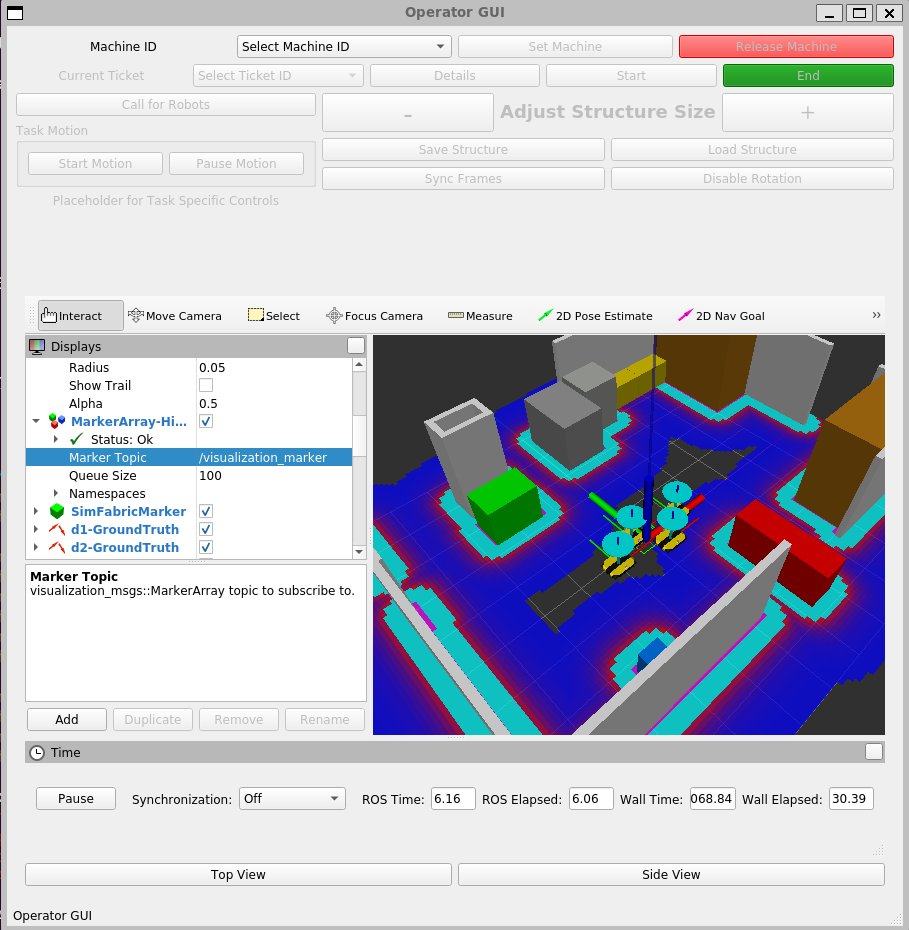 Operator GUI
Machine ID Select Machine ID Set Machine Release Machine
Current Ticket Select Ticket ID Details Start End
Call for Robots - Adjust Structure Size +
Task Motion
Start Motion Pause Motion Save Structure Load Structure
Sync Frames Disable Rotation
Placeholder for Task Specific Controls
Interact Move Camera Select Focus Camera Measure 2D Pose Estimate 2D Nav Goal »
Displays
Radius 0.05
Show Trail
Alpha 0.5
MarkerArray-Hi...
Status: Ok
Marker Topic /visualization_marker
Queue Size 100
Namespaces
SimFabricMarker
d1-GroundTruth
d2-GroundTruth
Marker Topic
visualization_msgs::MarkerArray topic to subscribe to.
Add Duplicate Remove Rename
Time
Pause Synchronization: Off ROS Time: 6.16 ROS Elapsed: 6.06 Wall Time: 068.84 Wall Elapsed: 30.39
Top View Side View
Operator GUI